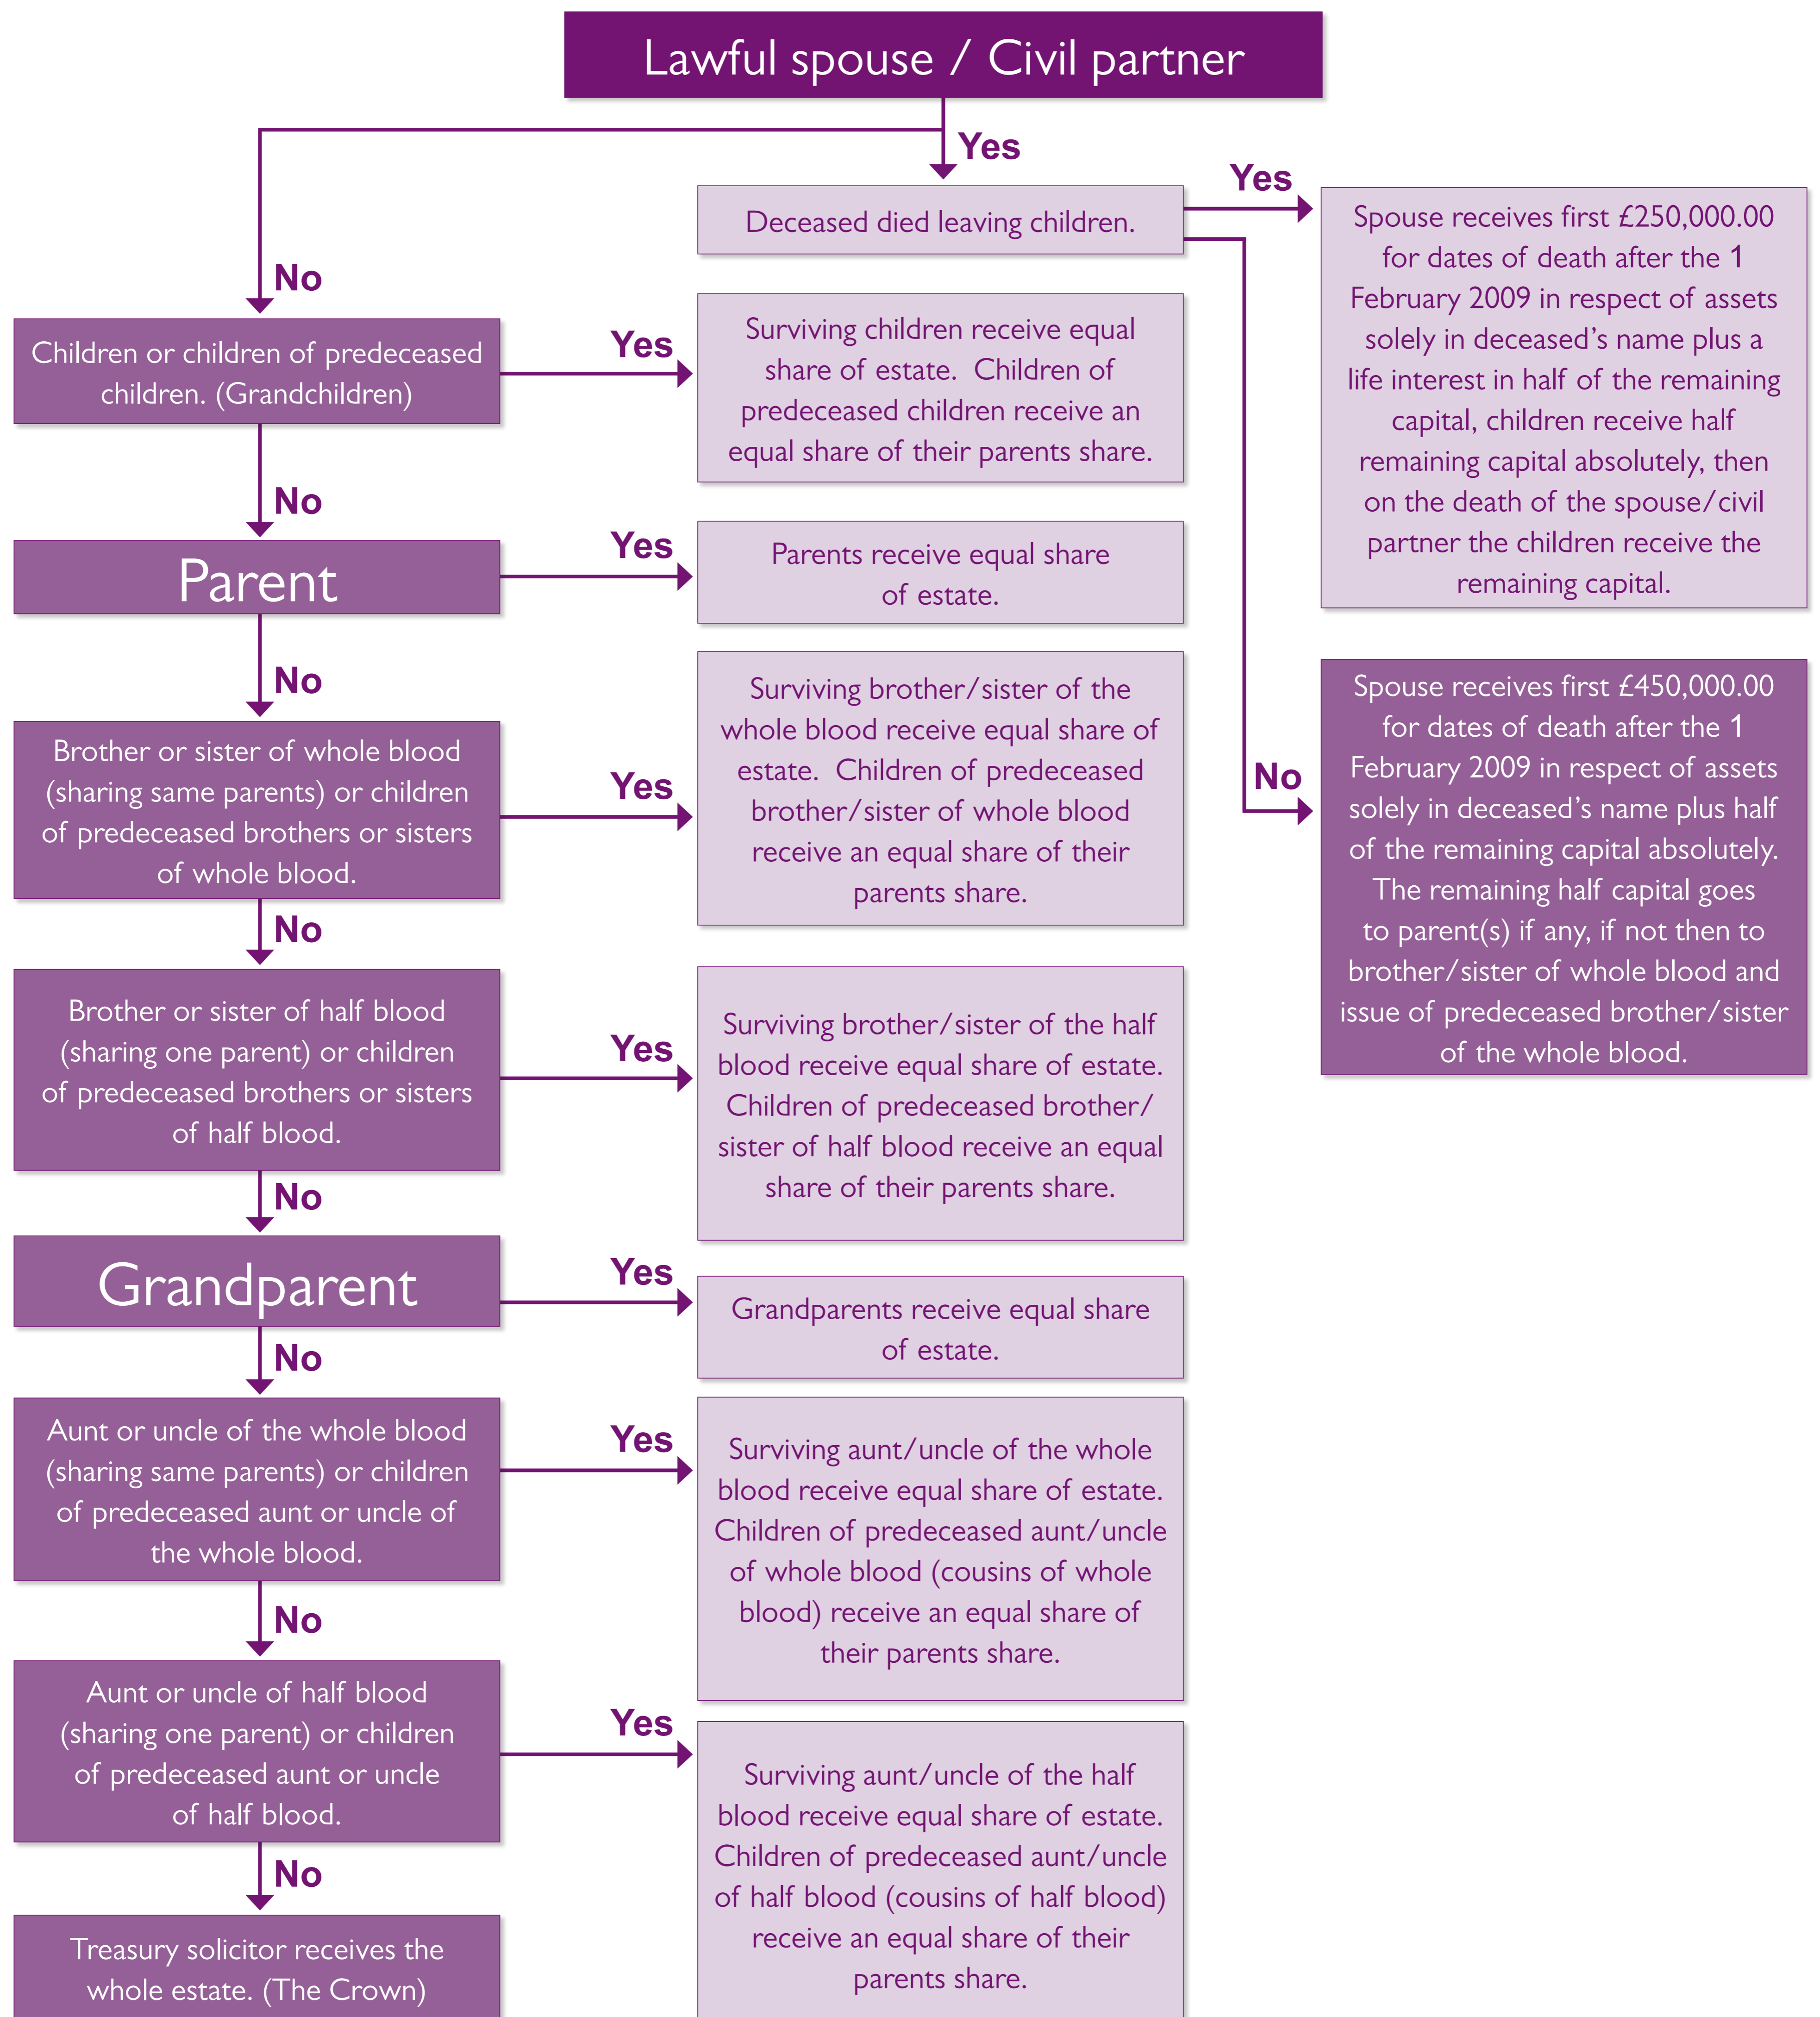 Lawful spouse / Civil partner
Yes
Deceased died leaving children.
Yes
Spouse receives first £250,000.00
for dates of death after the 1
February 2009 in respect of assets
solely in deceased’s name plus a
life interest in half of the remaining
capital, children receive half
remaining capital absolutely, then
on the death of the spouse/civil
partner the children receive the
remaining capital.
No
Spouse receives first £450,000.00
for dates of death after the 1
February 2009 in respect of assets
solely in deceased’s name plus half
of the remaining capital absolutely.
The remaining half capital goes
to parent(s) if any, if not then to
brother/sister of whole blood and
issue of predeceased brother/sister
of the whole blood.
No
Children or children of predeceased
children. (Grandchildren)
Yes
Surviving children receive equal
share of estate. Children of
predeceased children receive an
equal share of their parents share.
No
Parent
Yes
Parents receive equal share
of estate.
No
Brother or sister of whole blood
(sharing same parents) or children
of predeceased brothers or sisters
of whole blood.
Yes
Surviving brother/sister of the
whole blood receive equal share of
estate. Children of predeceased
brother/sister of whole blood
receive an equal share of their
parents share.
No
Brother or sister of half blood
(sharing one parent) or children
of predeceased brothers or sisters
of half blood.
Yes
Surviving brother/sister of the half
blood receive equal share of estate.
Children of predeceased brother/
sister of half blood receive an equal
share of their parents share.
No
Grandparent
Yes
Grandparents receive equal share
of estate.
No
Aunt or uncle of the whole blood
(sharing same parents) or children
of predeceased aunt or uncle of
the whole blood.
Yes
Surviving aunt/uncle of the whole
blood receive equal share of estate.
Children of predeceased aunt/uncle
of whole blood (cousins of whole
blood) receive an equal share of
their parents share.
No
Aunt or uncle of half blood
(sharing one parent) or children
of predeceased aunt or uncle
of half blood.
Yes
Surviving aunt/uncle of the half
blood receive equal share of estate.
Children of predeceased aunt/uncle
of half blood (cousins of half blood)
receive an equal share of their
parents share.
No
Treasury solicitor receives the
whole estate. (The Crown)